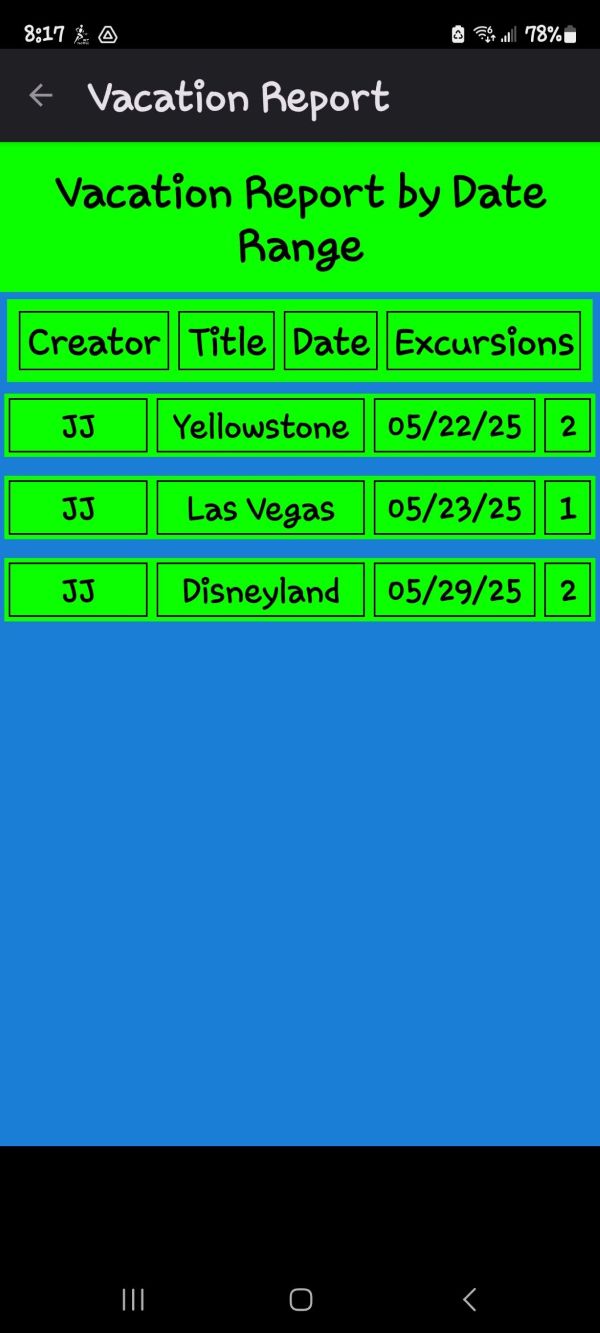 8:17 78%
Vacation Report
Vacation Report by Date
Range
Creator Title Date Excursions
JJ Yellowstone 05/22/25 2
JJ Las Vegas 05/23/25 1
JJ Disneyland 05/29/25 2